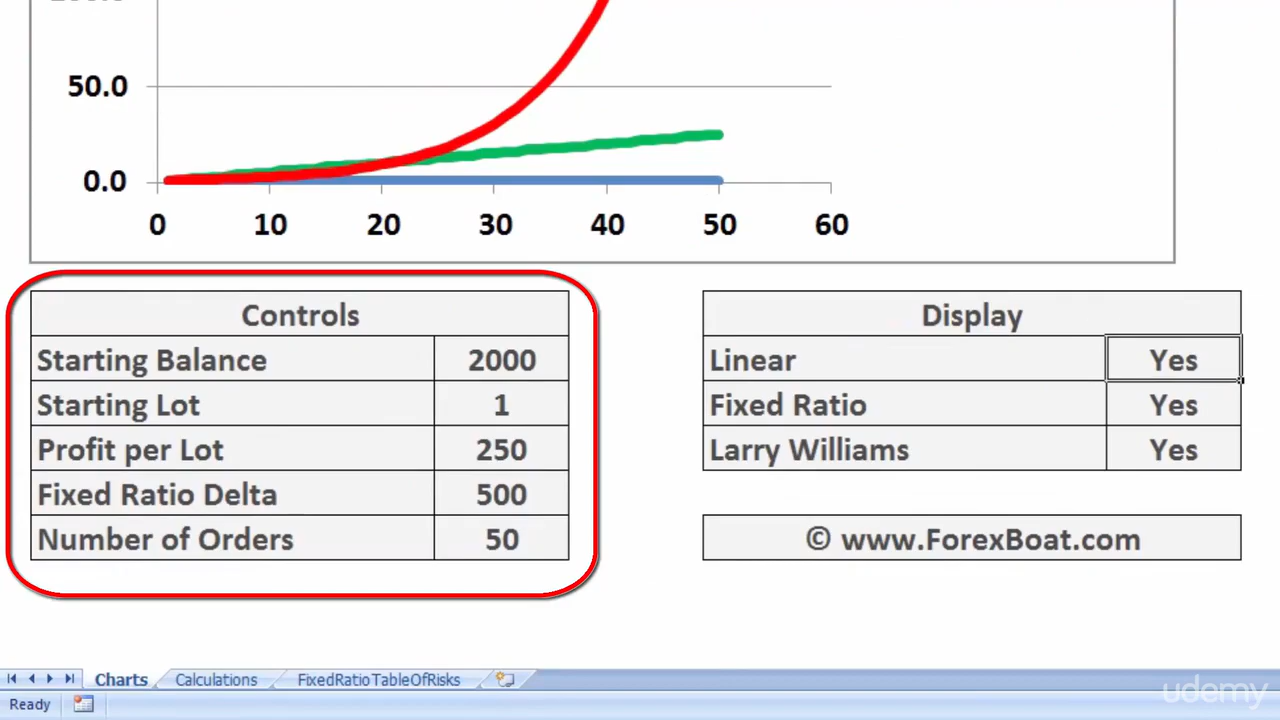 50.0
0.0
0 10 20 30 40 50 60
Controls
Starting Balance 2000
Starting Lot 1
Profit per Lot 250
Fixed Ratio Delta 500
Number of Orders 50
Display
Linear Yes
Fixed Ratio Yes
Larry Williams Yes
© www.ForexBoat.com
Charts Calculations FixedRatioTableOfRisks
Ready
udemy